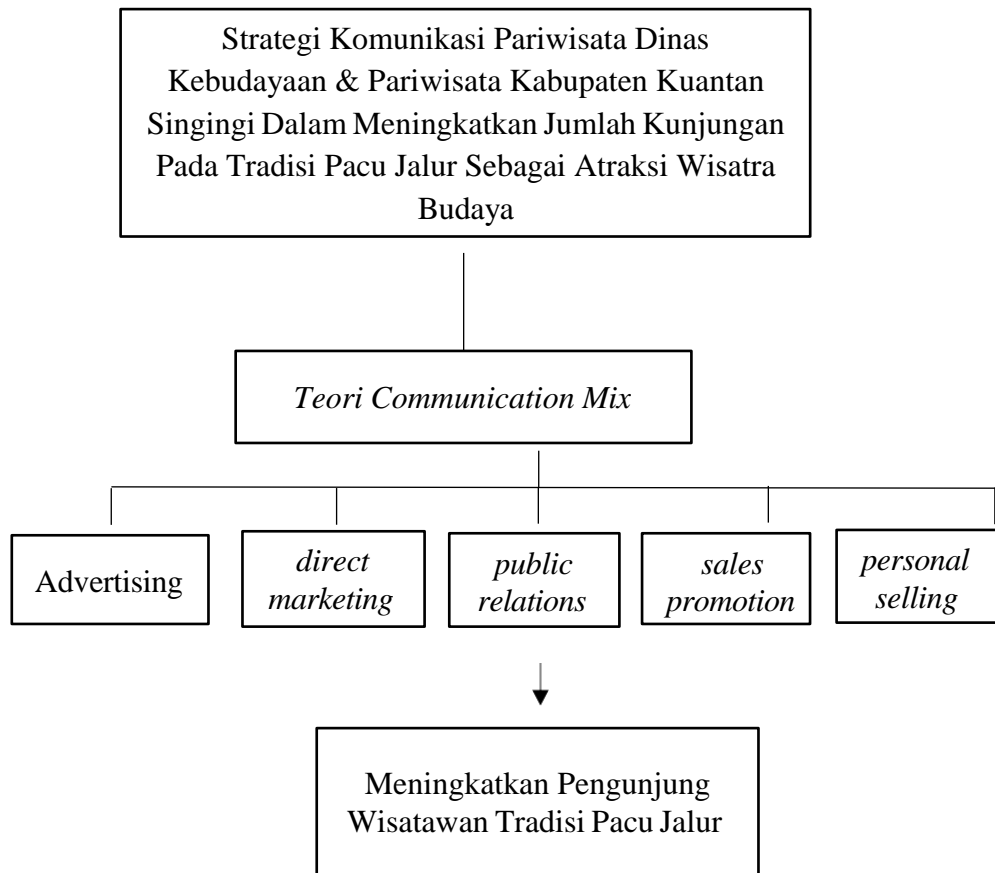 Strategi Komunikasi Pariwisata Dinas
Kebudayaan & Pariwisata Kabupaten Kuantan
Singingi Dalam Meningkatkan Jumlah Kunjungan
Pada Tradisi Pacu Jalur Sebagai Atraksi Wisatra
Budaya
Teori Communication Mix
Advertising
direct
marketing
public
relations
sales
promotion
personal
selling
Meningkatkan Pengunjung
Wisatawan Tradisi Pacu Jalur